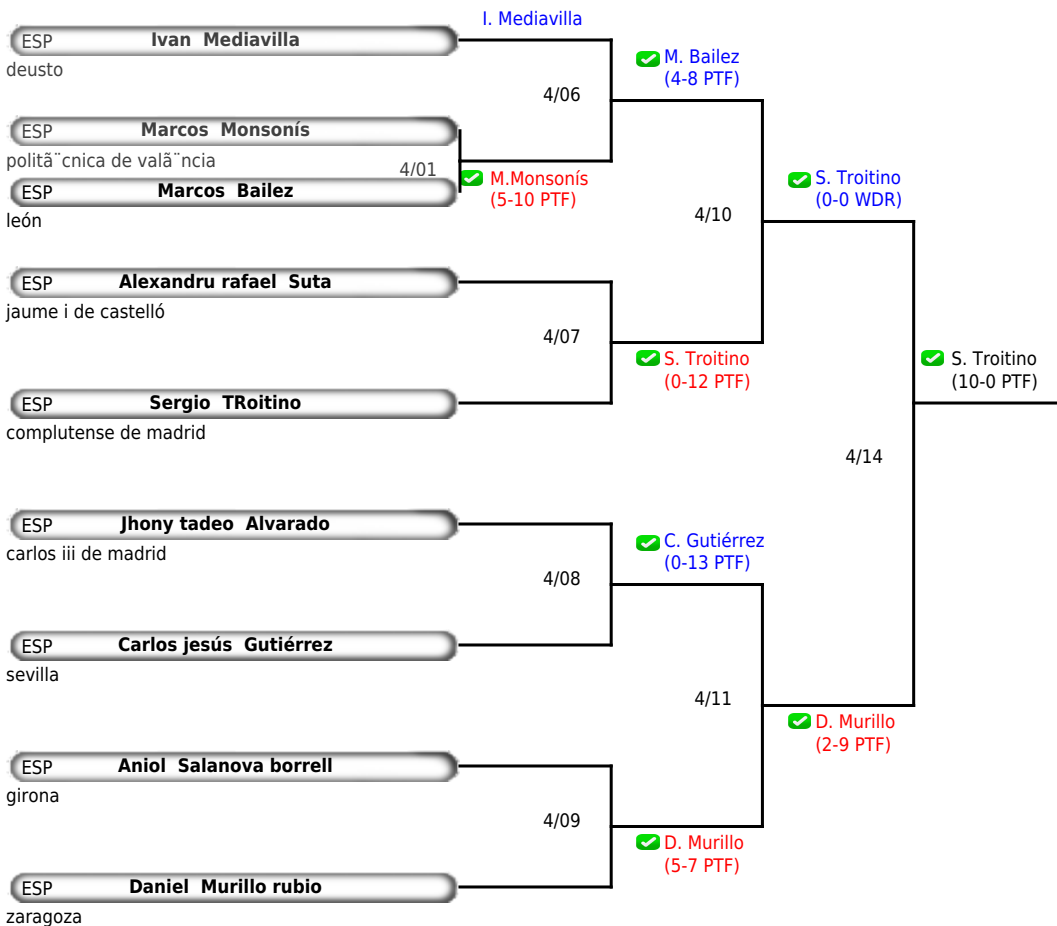 I. Mediavilla
ESP Ivan Mediavilla
deusto
M. Bailez
(4-8 PTF)
4/06
ESP Marcos Monsonís
politã¨cnica de valã¨ncia
4/01
M.Monsonís
(5-10 PTF)
ESP Marcos Bailez
león
S. Troitino
(0-0 WDR)
4/10
ESP Alexandru rafael Suta
jaume i de castelló
4/07
S. Troitino
(0-12 PTF)
S. Troitino
(10-0 PTF)
ESP Sergio TRoitino
complutense de madrid
4/14
ESP Jhony tadeo Alvarado
carlos iii de madrid
C. Gutiérrez
(0-13 PTF)
4/08
ESP Carlos jesús Gutiérrez
sevilla
4/11
D. Murillo
(2-9 PTF)
ESP Aniol Salanova borrell
girona
4/09
D. Murillo
(5-7 PTF)
ESP Daniel Murillo rubio
zaragoza